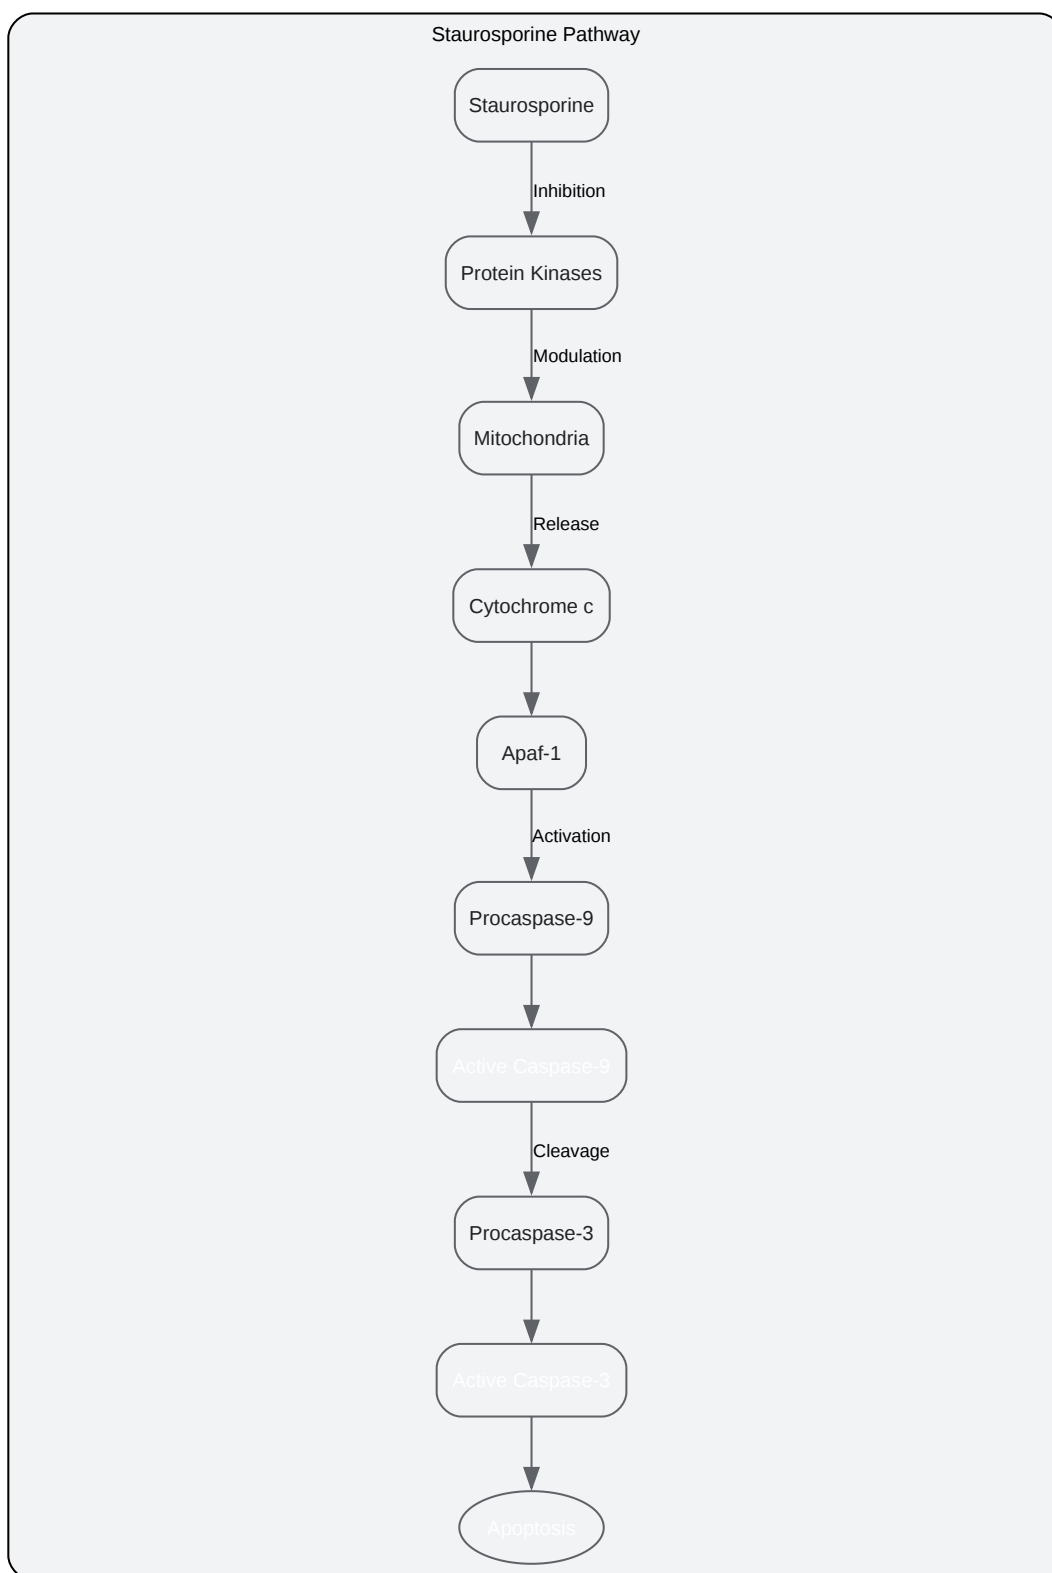 Staurosporine Pathway
Staurosporine
Inhibition
Protein Kinases
Modulation
Mitochondria
Release
Cytochrome c
Apaf-1
Activation
Procaspase-9
Active Caspase-9
Cleavage
Procaspase-3
Active Caspase-3
Apoptosis